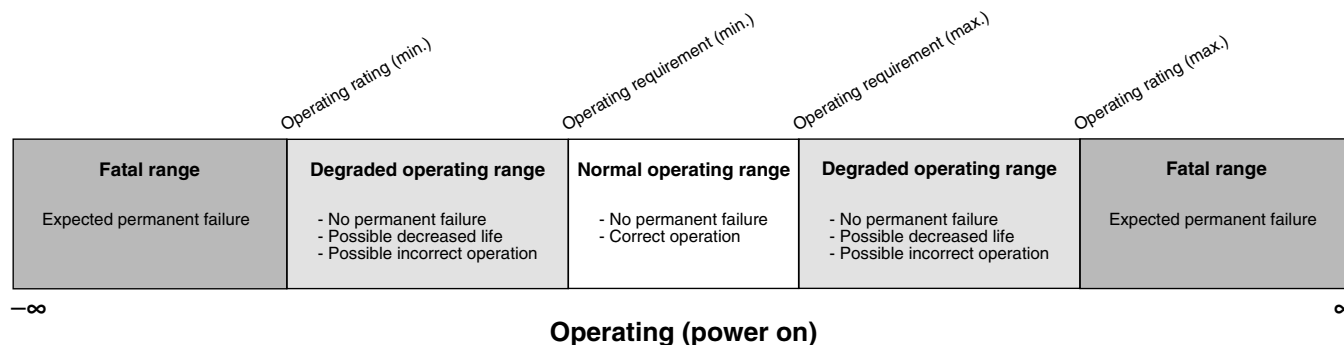 Operating rating (min.)
Operating requirement (min.)
Operating requirement (max.)
Operating rating (max.)
Fatal range
Expected permanent failure
Degraded operating range
- No permanent failure
- Possible decreased life
- Possible incorrect operation
Normal operating range
- No permanent failure
- Correct operation
Degraded operating range
- No permanent failure
- Possible decreased life
- Possible incorrect operation
Fatal range
Expected permanent failure
–∞
∞
Operating (power on)